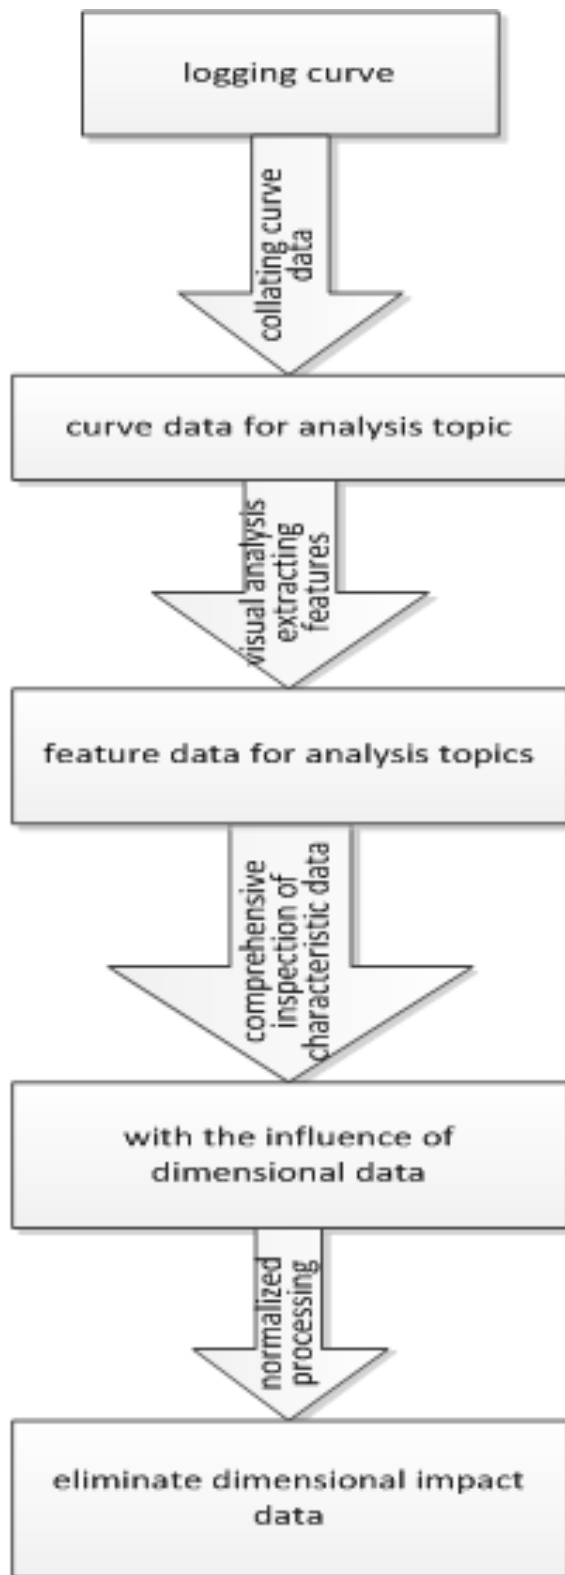 logging curve
collating curve
data
curve data for analysis topic
visual analysis
extracting
features
feature data for analysis topics
comprehensive
inspection of
characteristic data
with the influence of
dimensional data
normalized
processing
eliminate dimensional impact
data